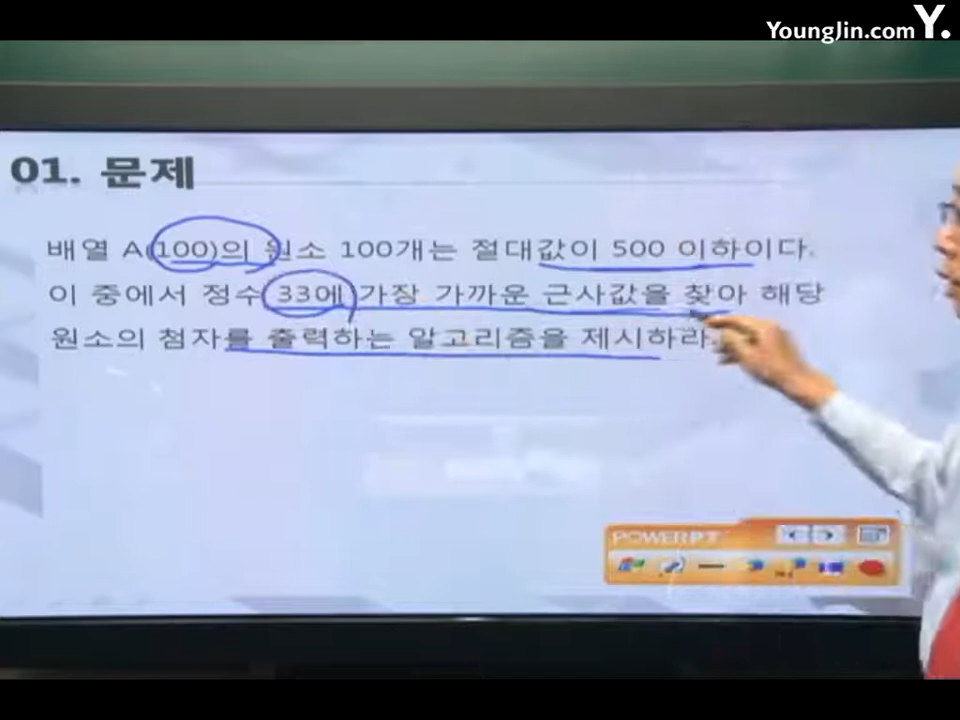 YoungJin.com Y.
01. 문제
배열 A(100)의 원소 100개는 절대값이 500 이하이다.
이 중에서 정수 33에 가장 가까운 근사값을 찾아 해당
원소의 첨자를 출력하는 알고리즘을 제시하라.
POWERPT